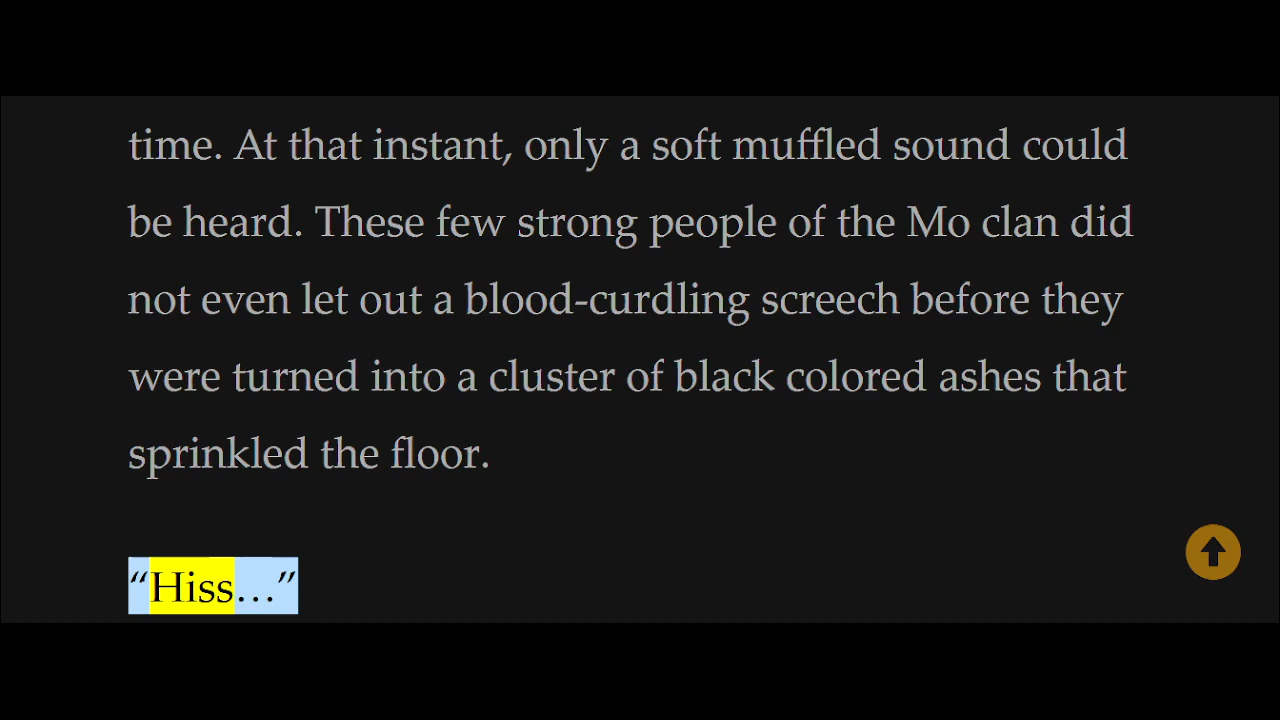 time. At that instant, only a soft muffled sound could
be heard. These few strong people of the Mo clan did
not even let out a blood-curdling screech before they
were turned into a cluster of black colored ashes that
sprinkled the floor.
“Hiss…”